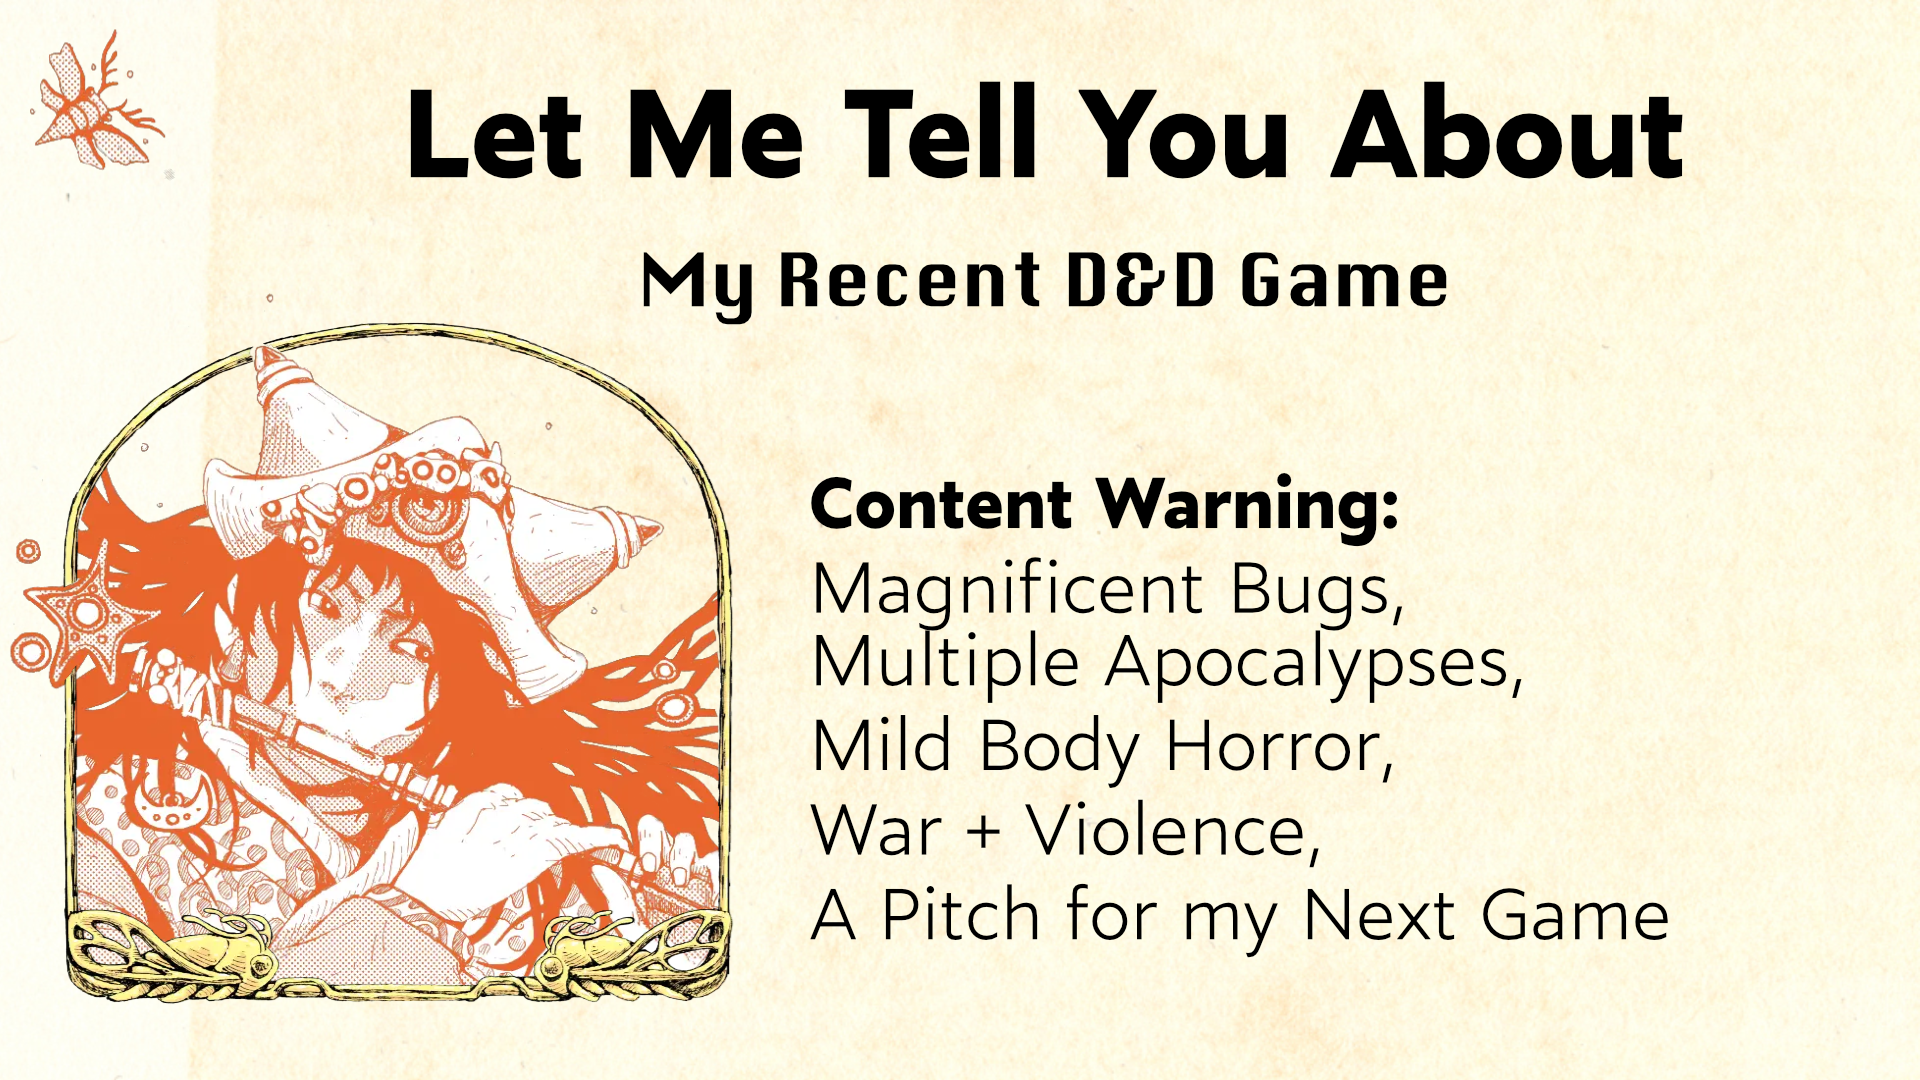 Let Me Tell You About
My Recent D&D Game
Content Warning:
Magnificent Bugs,
Multiple Apocalypses,
Mild Body Horror,
War + Violence,
A Pitch for my Next Game